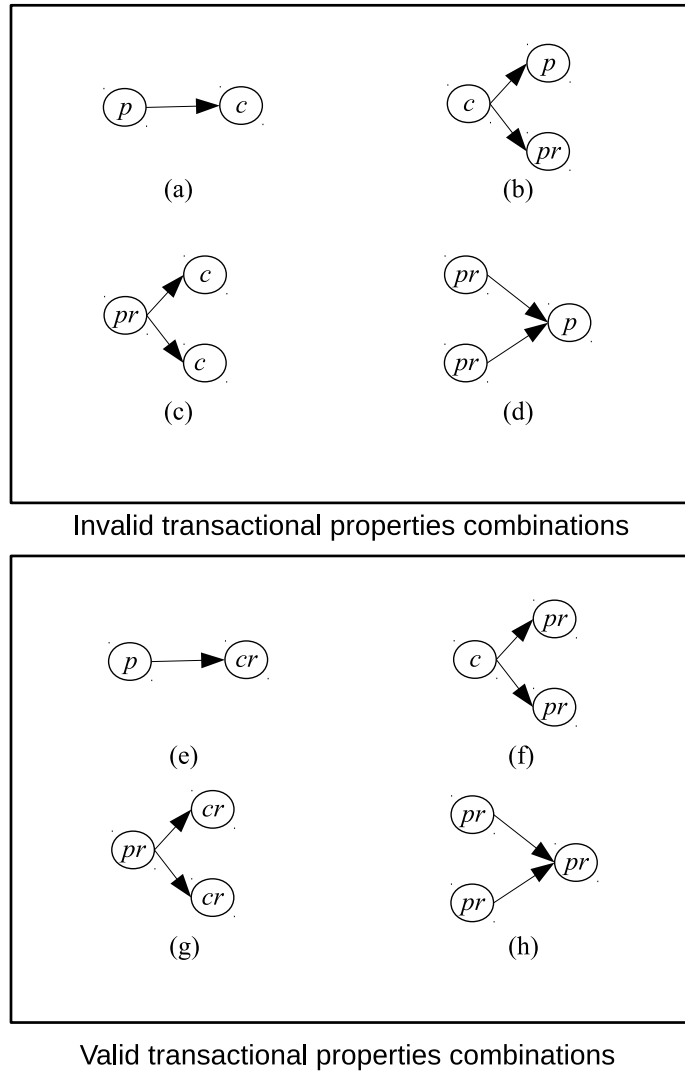 p c
(a)
c p pr
(b)
pr c c
(c)
pr pr p
(d)
Invalid transactional properties combinations
p cr
(e)
c pr pr
(f)
pr cr cr
(g)
pr pr pr
(h)
Valid transactional properties combinations